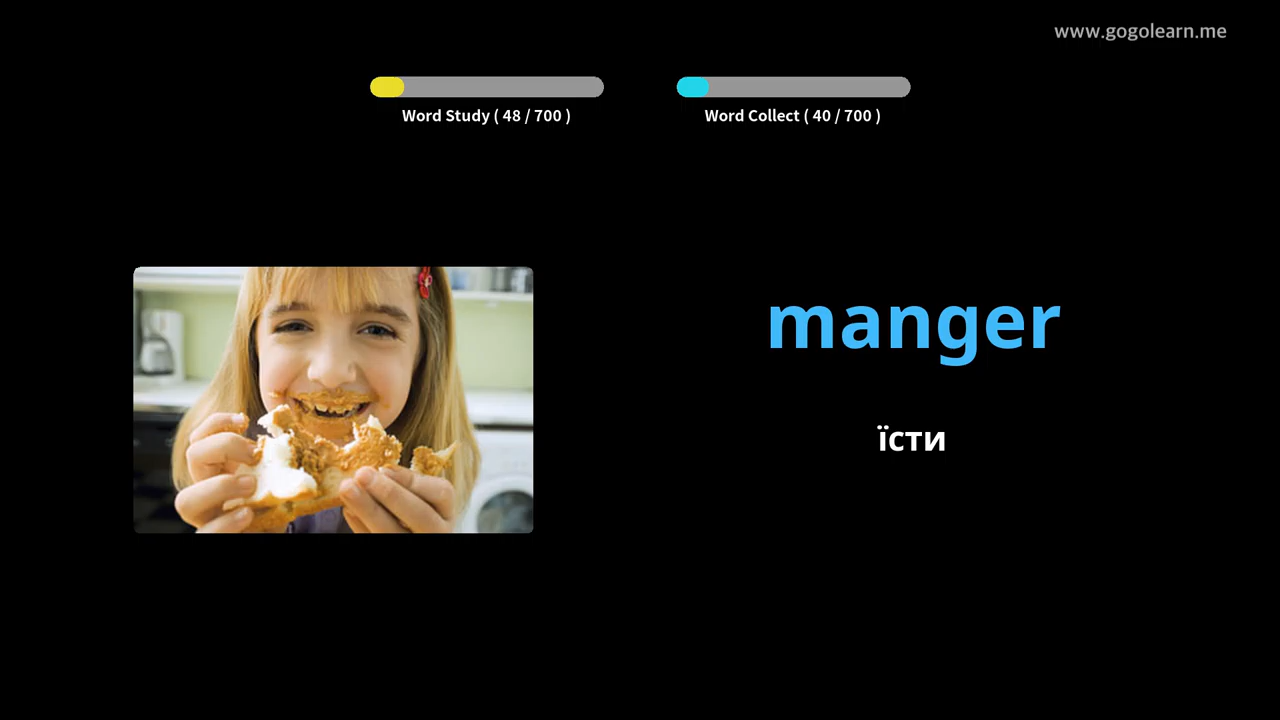 www.gogolearn.me
Word Study ( 48 / 700 )
Word Collect ( 40 / 700 )
manger
їсти